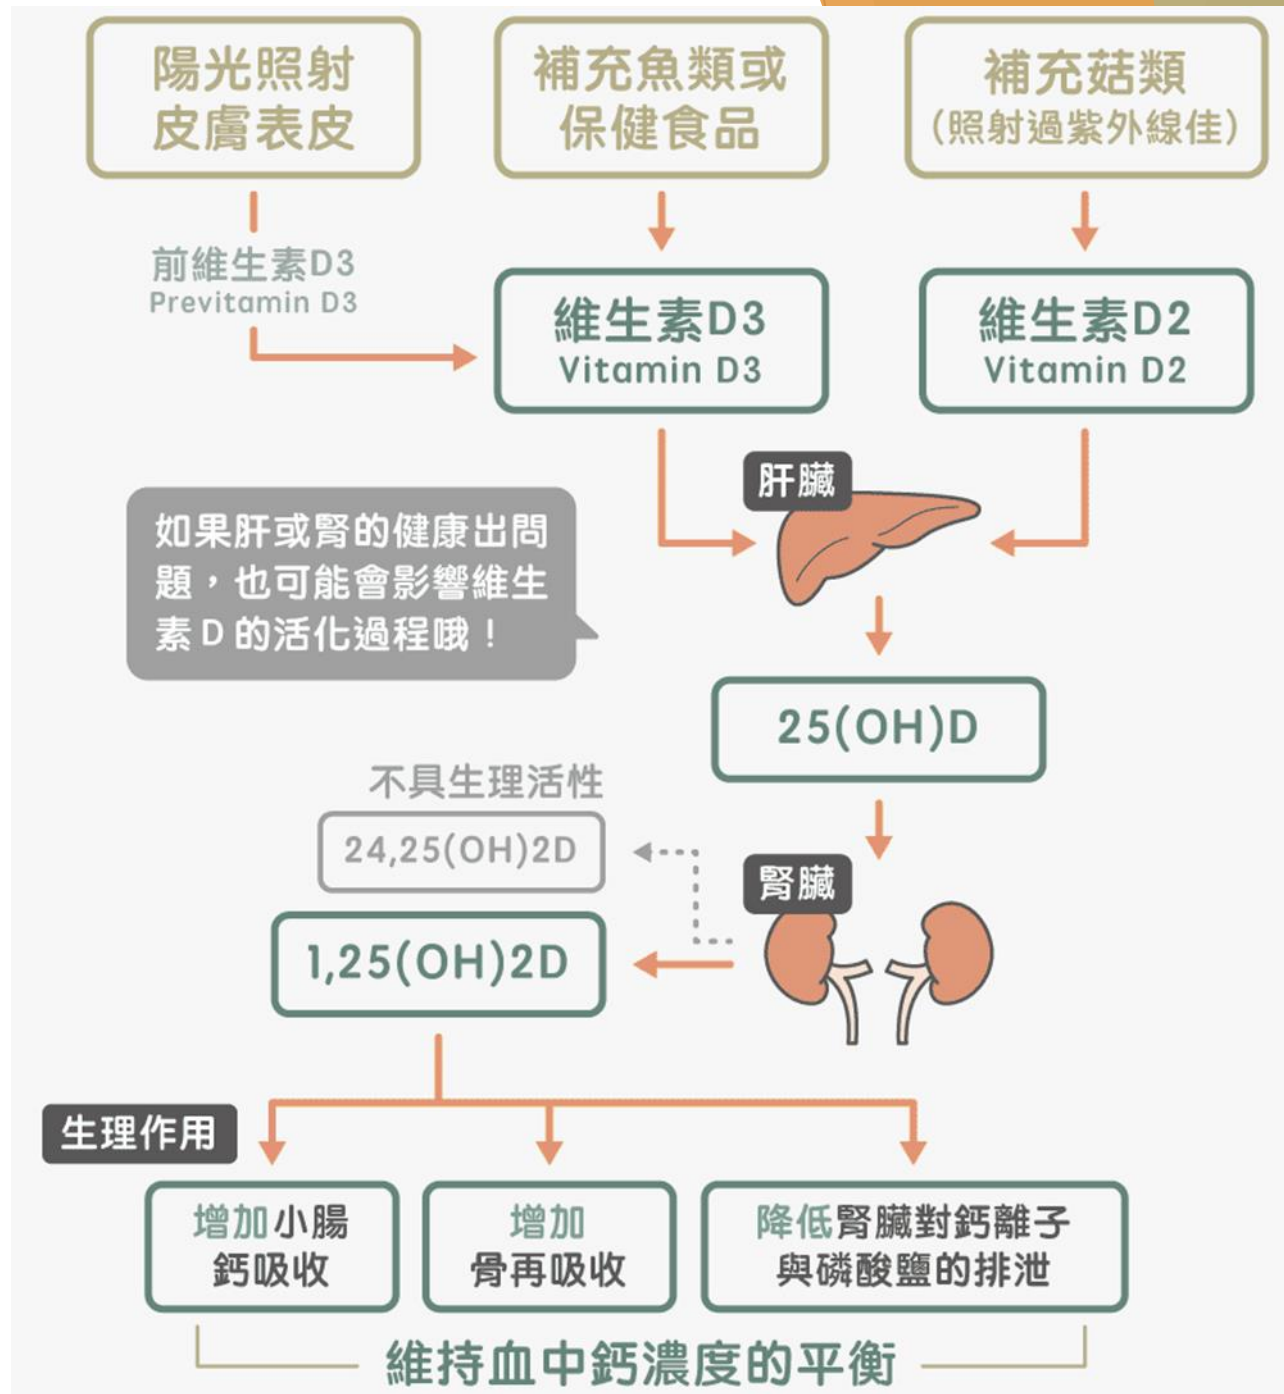 陽光照射
皮膚表皮
補充魚類或
保健食品
補充菇類
(照射過紫外線佳)
前維生素D3
Previtamin D3
維生素D3
Vitamin D3
維生素D2
Vitamin D2
肝臟
如果肝或腎的健康出問
題，也可能會影響維生
素D的活化過程哦！
25(OH)D
不具生理活性
24,25(OH)2D
腎臟
1,25(OH)2D
生理作用
增加小腸
鈣吸收
增加
骨再吸收
降低腎臟對鈣離子
與磷酸鹽的排泄
維持血中鈣濃度的平衡